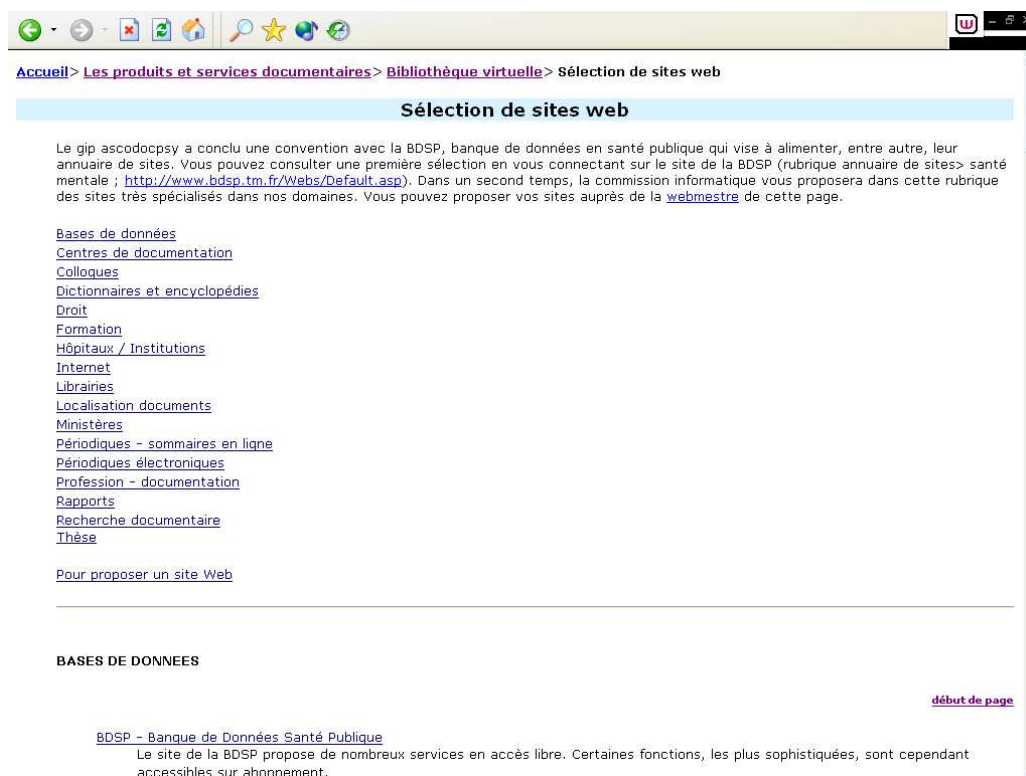 Accueil> Les produits et services documentaires> Bibliothèque virtuelle> Sélection de sites web
Sélection de sites web
Le gip ascodocpsy a conclu une convention avec la BDSP, banque de données en santé publique qui vise à alimenter, entre autre, leur
annuaire de sites. Vous pouvez consulter une première sélection en vous connectant sur le site de la BDSP (rubrique annuaire de sites> santé
mentale ; http://www.bdsp.tm.fr/Webs/Default.asp). Dans un second temps, la commission informatique vous proposera dans cette rubrique
des sites très spécialisés dans nos domaines. Vous pouvez proposer vos sites auprès de la webmestre de cette page.
Bases de données
Centres de documentation
Colloques
Dictionnaires et encyclopédies
Droit
Formation
Hôpitaux / Institutions
Internet
Librairies
Localisation documents
Ministères
Périodiques - sommaires en ligne
Périodiques électroniques
Profession - documentation
Rapports
Recherche documentaire
Thèse
Pour proposer un site Web
BASES DE DONNEES
début de page
BDSP - Banque de Données Santé Publique
Le site de la BDSP propose de nombreux services en accès libre. Certaines fonctions, les plus sophistiquées, sont cependant
accessibles sur abonnement.